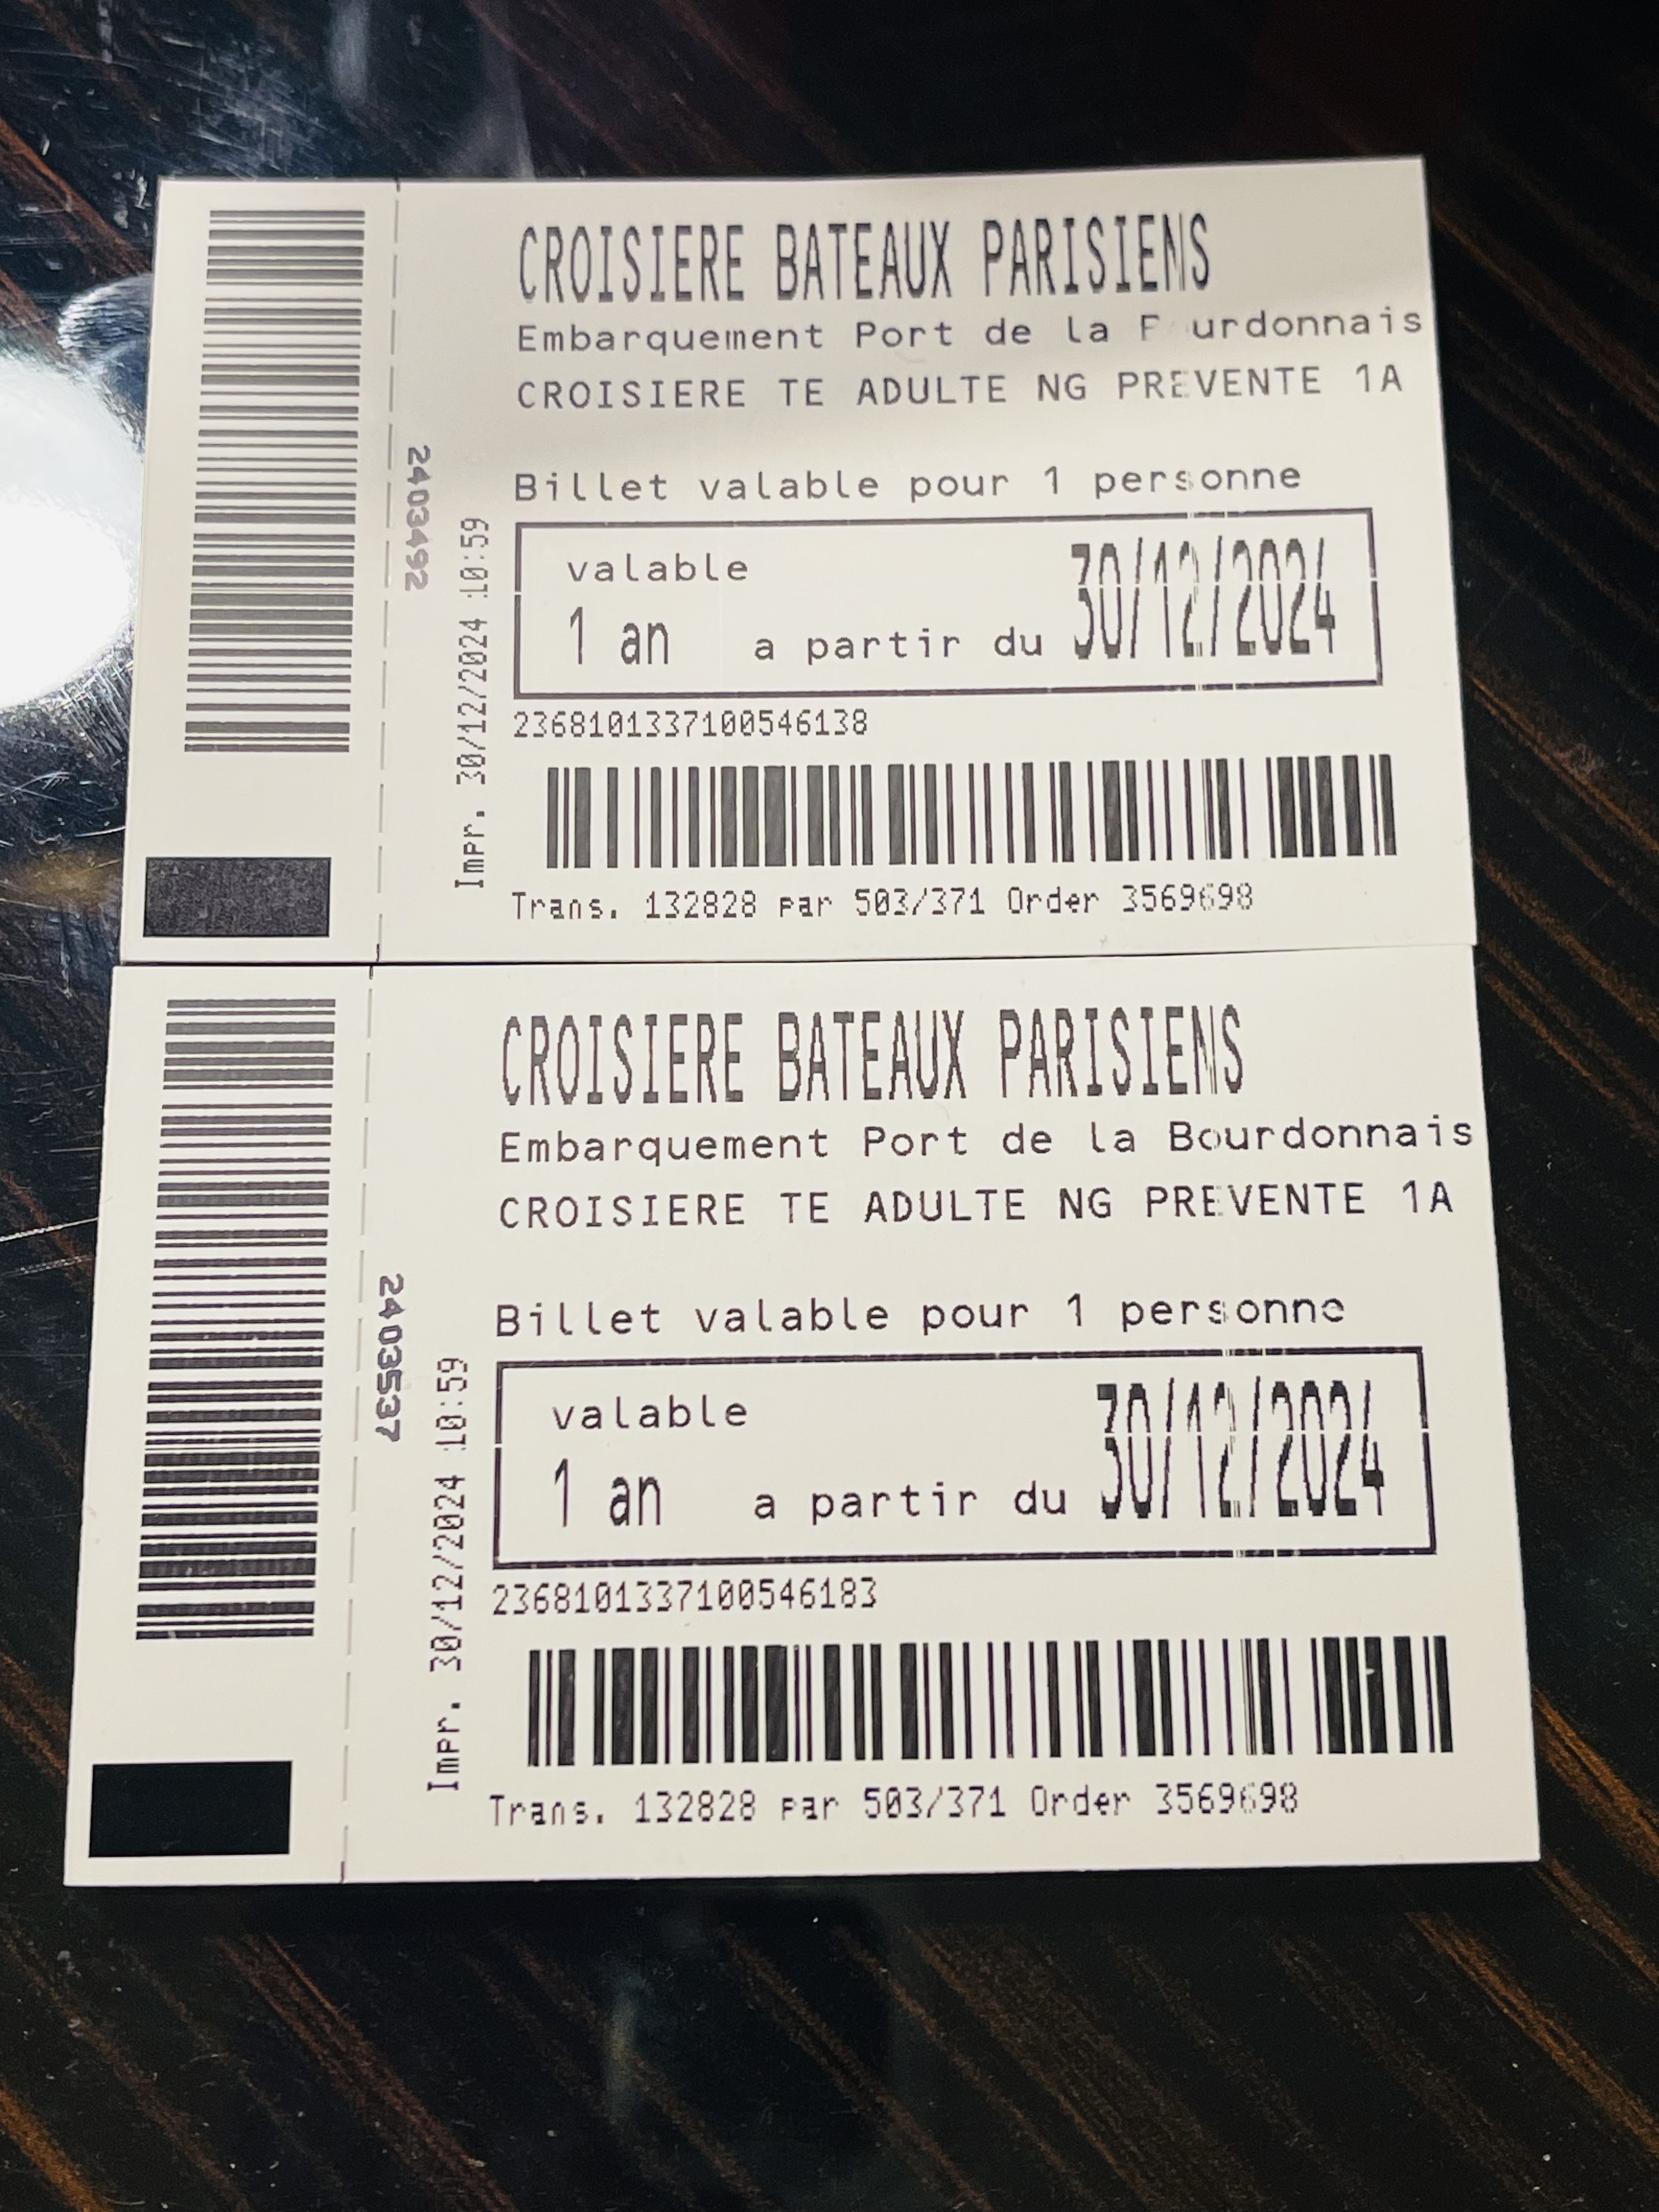 CROISIERE BATEAUX PARISIENS
Embarquement Port de la
CROISIERE TE ADULTE NG PREVENTE 1A
Billet valable pour 1 personne
valable
1 an a partir du 30/12/2024
2368101337100546138
Trans. 132828 par 503/371 Order 3569698
2403492
Impr. 30/12/2024 10:59
CROISIERE BATEAUX PARISIENS
Embarquement Port de la Bourdonnais
CROISIERE TE ADULTE NG PREVENTE 1A
Billet valable pour 1 personne
valable
1 an a partir du 30/12/2024
2368101337100546183
Trans. 132828 par 503/371 Order 3569698
2403537
Impr. 30/12/2024 10:59